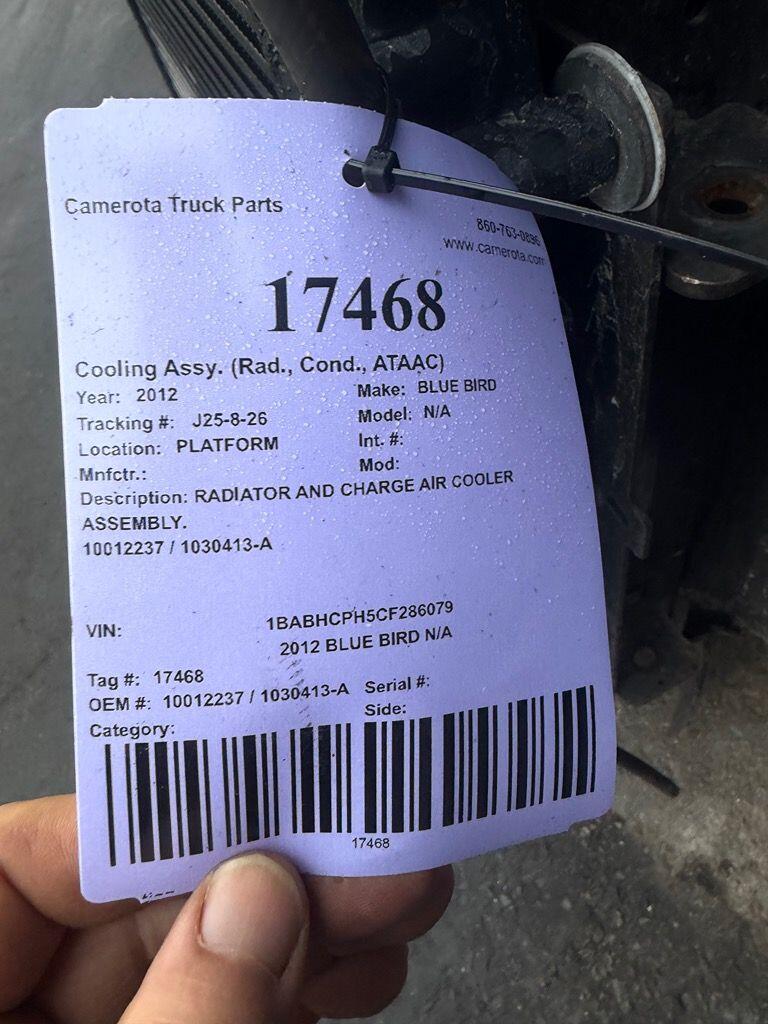 Camerota Truck Parts
860-763-0896
www.camerota.com
17468
Cooling Assy. (Rad., Cond., ATAAC)
Year: 2012 Make: BLUE BIRD
Tracking #: J25-8-26 Model: N/A
Location: PLATFORM Int. #:
Mnfctr.: Mod:
Description: RADIATOR AND CHARGE AIR COOLER
ASSEMBLY.
10012237 / 1030413-A
VIN: 1BABHCPH5CF286079
2012 BLUE BIRD N/A
Tag #: 17468
OEM #: 10012237 / 1030413-A Serial #:
Category: Side:
17468